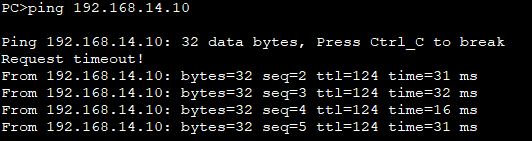 PC>ping 192.168.14.10
Ping 192.168.14.10: 32 data bytes, Press Ctrl_C to break
Request timeout!
From 192.168.14.10: bytes=32 seq=2 ttl=124 time=31 ms
From 192.168.14.10: bytes=32 seq=3 ttl=124 time=32 ms
From 192.168.14.10: bytes=32 seq=4 ttl=124 time=16 ms
From 192.168.14.10: bytes=32 seq=5 ttl=124 time=31 ms